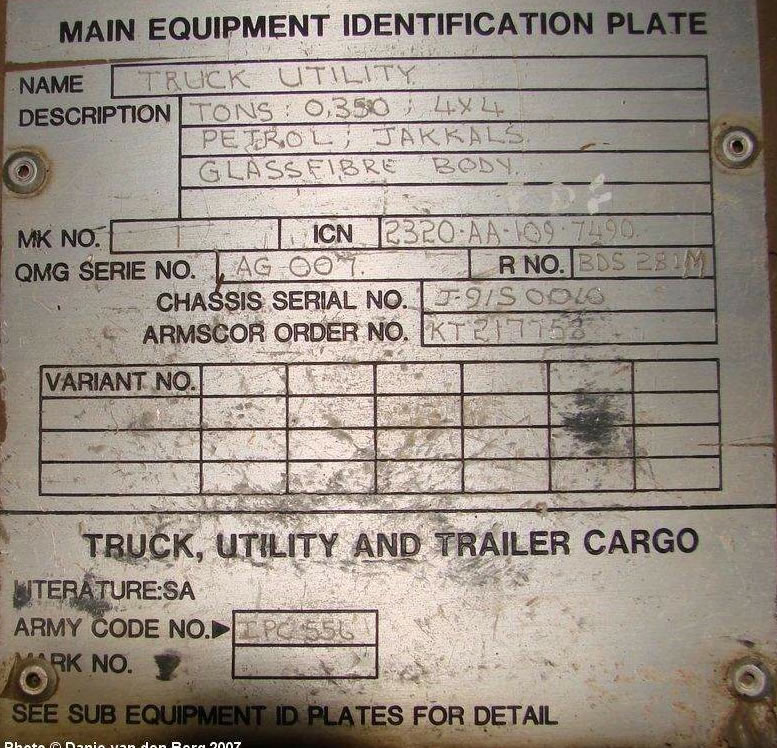 MAIN EQUIPMENT IDENTIFICATION PLATE
NAME TRUCK UTILITY
DESCRIPTION TONS: 0,350; 4X4
PETROL; JAKKALS
GLASSFIBRE BODY
MK NO. ICN 2320-AA-109-7490
QMG SERIE NO. AG 007 R NO. BDS 281M
CHASSIS SERIAL NO. J-91S 0010
ARMSCOR ORDER NO. KT217758
VARIANT NO.
TRUCK, UTILITY AND TRAILER CARGO
LITERATURE:SA
ARMY CODE NO.▶ IPC 556
MARK NO.
SEE SUB EQUIPMENT ID PLATES FOR DETAIL
Photo © Danie van den Berg 2007